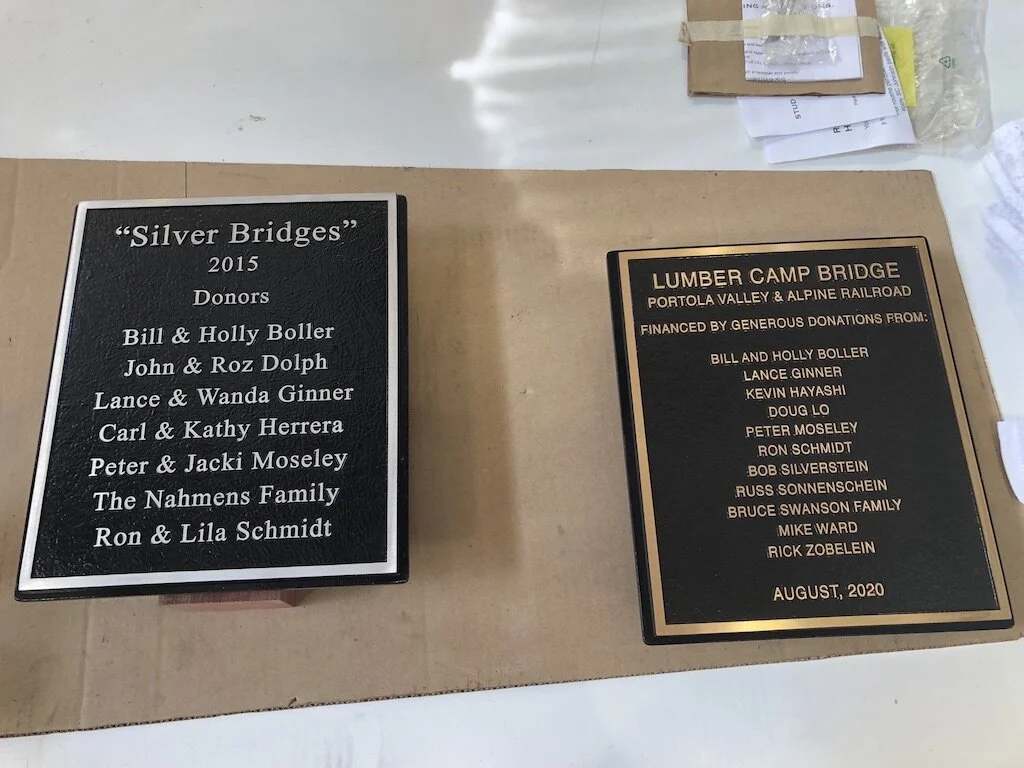 “Silver Bridges”
2015
Donors
Bill & Holly Boller
John & Roz Dolph
Lance & Wanda Ginner
Carl & Kathy Herrera
Peter & Jacki Moseley
The Nahmens Family
Ron & Lila Schmidt
LUMBER CAMP BRIDGE
PORTOLA VALLEY & ALPINE RAILROAD
FINANCED BY GENEROUS DONATIONS FROM:
BILL AND HOLLY BOLLER
LANCE GINNER
KEVIN HAYASHI
DOUG LO
PETER MOSELEY
RON SCHMIDT
BOB SILVERSTEIN
RUSS SONNENSCHEIN
BRUCE SWANSON FAMILY
MIKE WARD
RICK ZOBELEIN
AUGUST, 2020